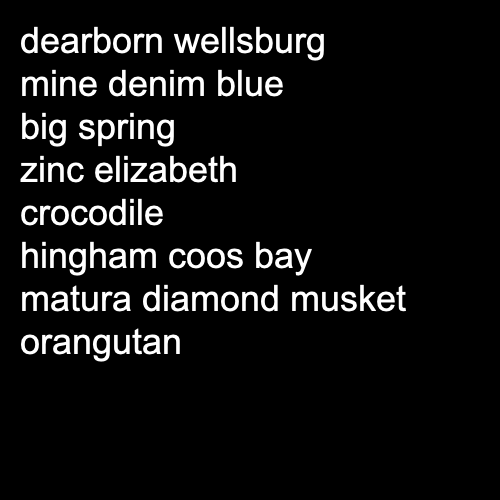 dearborn wellsburg
mine denim blue
big spring
zinc elizabeth
crocodile
hingham coos bay
matura diamond musket
orangutan